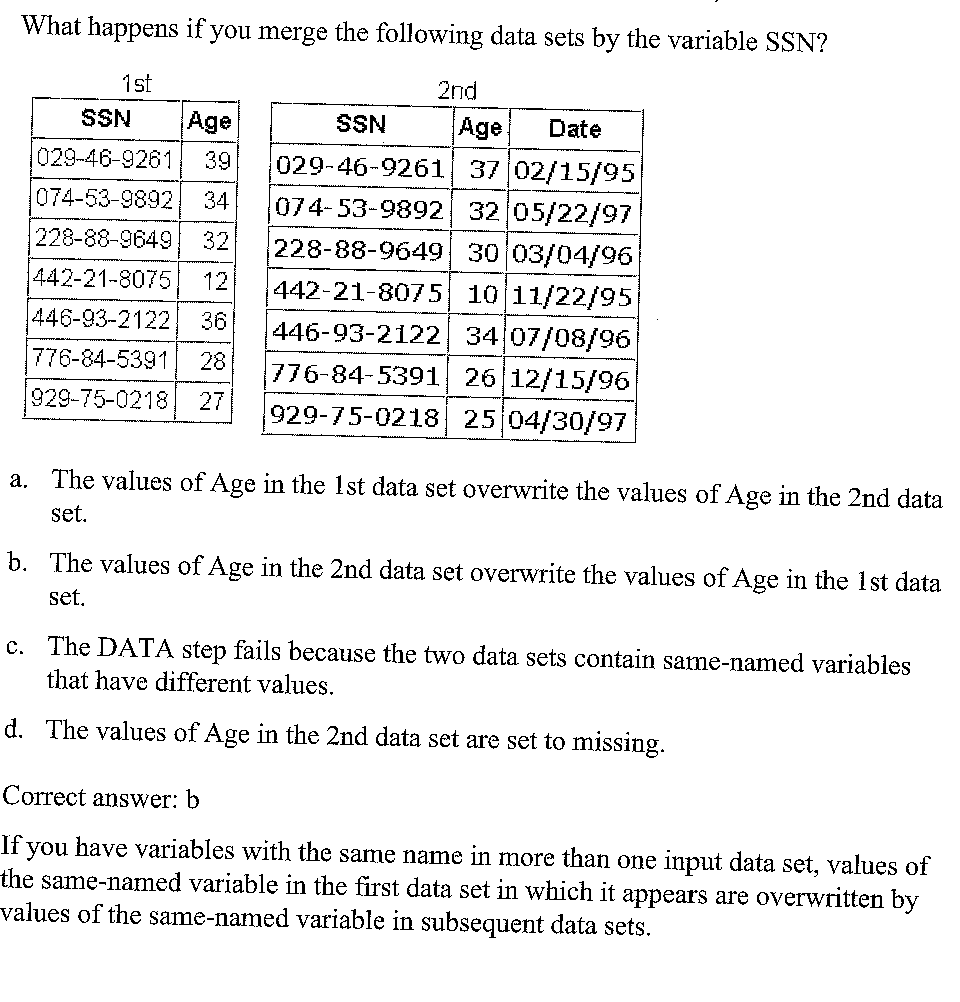 What happens if you merge the following data sets by the variable SSN?
1st
SSN Age
029-46-9261 39
074-53-9892 34
228-88-9649 32
442-21-8075 12
446-93-2122 36
776-84-5391 28
929-75-0218 27
2nd
SSN Age Date
029-46-9261 37 02/15/95
074-53-9892 32 05/22/97
228-88-9649 30 03/04/96
442-21-8075 10 11/22/95
446-93-2122 34 07/08/96
776-84-5391 26 12/15/96
929-75-0218 25 04/30/97
a. The values of Age in the 1st data set overwrite the values of Age in the 2nd data
set.
b. The values of Age in the 2nd data set overwrite the values of Age in the 1st data
set.
c. The DATA step fails because the two data sets contain same-named variables
that have different values.
d. The values of Age in the 2nd data set are set to missing.
Correct answer: b
If you have variables with the same name in more than one input data set, values of
the same-named variable in the first data set in which it appears are overwritten by
values of the same-named variable in subsequent data sets.